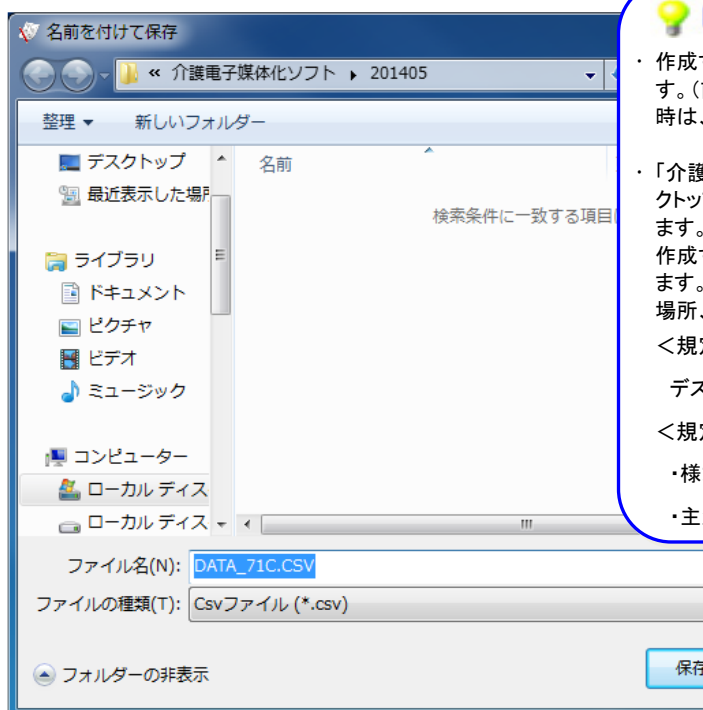 名前を付けて保存
« 介護電子媒体化ソフト ▸ 201405
整理 ▼ 新しいフォルダー
デスクトップ
最近表示した場所
ライブラリ
ドキュメント
ピクチャ
ビデオ
ミュージック
コンピューター
ローカル ディス
ローカル ディス
名前
検索条件に一致する項目
ファイル名(N): DATA_71C.CSV
ファイルの種類(T): Csvファイル (*.csv)
フォルダーの非表示
保存
・ 作成
す。(
時は、
・ 「介護
クトッ
ます。
作成
ます。
場所、
＜規定
デス
＜規定
・様
・主